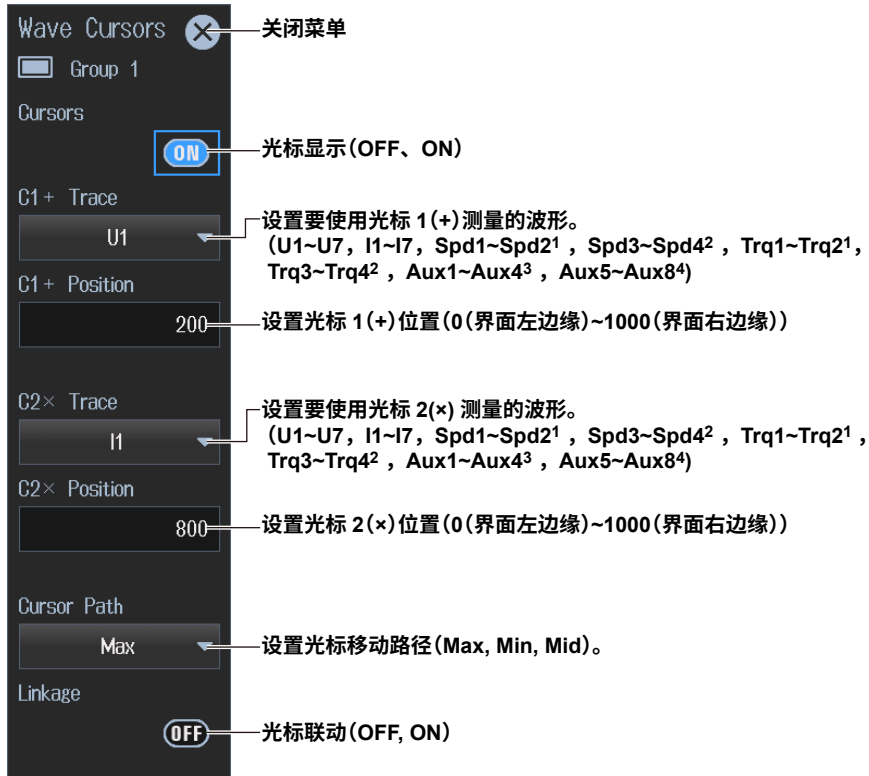 Wave Cursors
关闭菜单
Group 1
Cursors
ON
光标显示(OFF、ON)
C1+ Trace
U1
设置要使用光标 1(+)测量的波形。
(U1~U7, I1~I7, Spd1~Spd2¹ , Spd3~Spd4² , Trq1~Trq2¹,
Trq3~Trq4² , Aux1~Aux4³ , Aux5~Aux8⁴)
C1+ Position
200
设置光标 1(+)位置(0(界面左边缘)~1000(界面右边缘))
C2× Trace
I1
设置要使用光标 2(×) 测量的波形。
(U1~U7, I1~I7, Spd1~Spd2¹ , Spd3~Spd4² , Trq1~Trq2¹ ,
Trq3~Trq4² , Aux1~Aux4³ , Aux5~Aux8⁴)
C2× Position
800
设置光标 2(×)位置(0(界面左边缘)~1000(界面右边缘))
Cursor Path
Max
设置光标移动路径(Max, Min, Mid)。
Linkage
OFF
光标联动(OFF, ON)